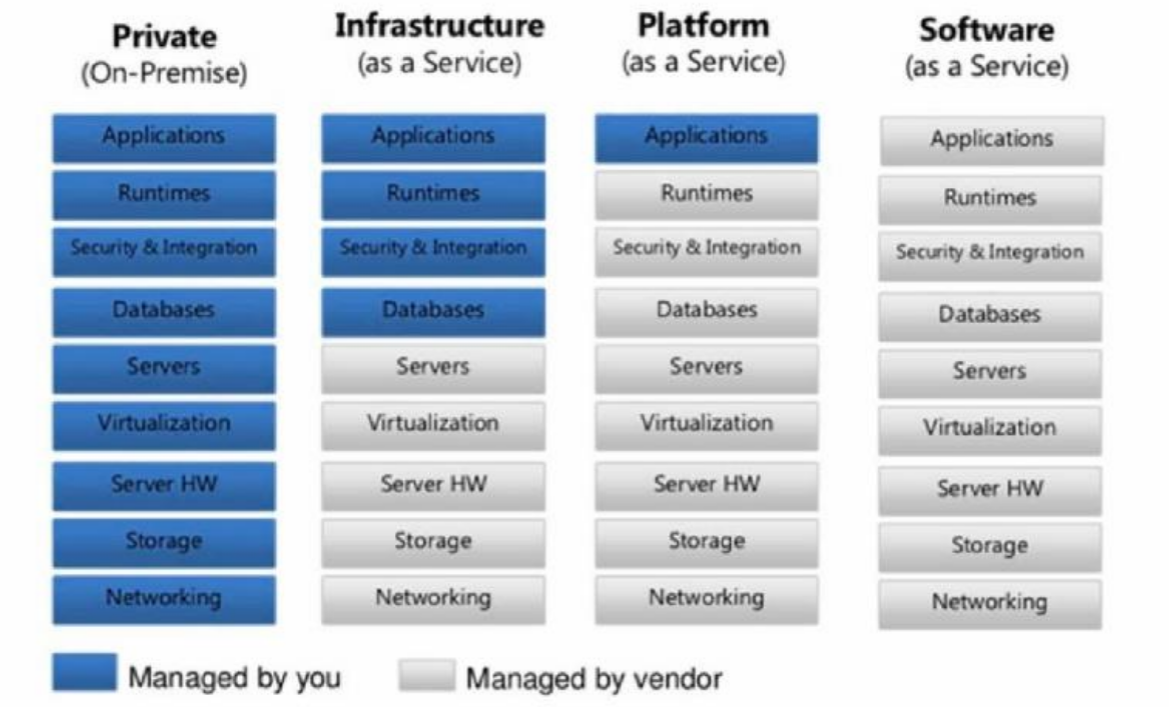 Private
(On-Premise)
Infrastructure
(as a Service)
Platform
(as a Service)
Software
(as a Service)
Applications
Runtimes
Security & Integration
Databases
Servers
Virtualization
Server HW
Storage
Networking
Applications
Runtimes
Security & Integration
Databases
Servers
Virtualization
Server HW
Storage
Networking
Applications
Runtimes
Security & Integration
Databases
Servers
Virtualization
Server HW
Storage
Networking
Applications
Runtimes
Security & Integration
Databases
Servers
Virtualization
Server HW
Storage
Networking
Managed by you
Managed by vendor